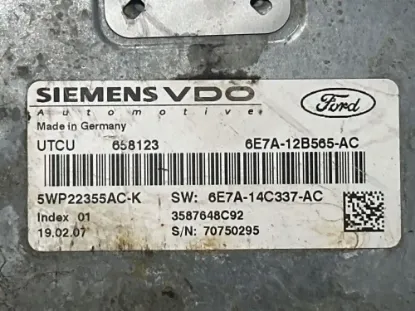 SIEMENS VDO
Automotive
Ford
Made in Germany
UTCU 658123 6E7A-12B565-AC
5WP22355AC-K SW: 6E7A-14C337-AC
Index 01 3587648C92
19.02.07 S/N: 70750295